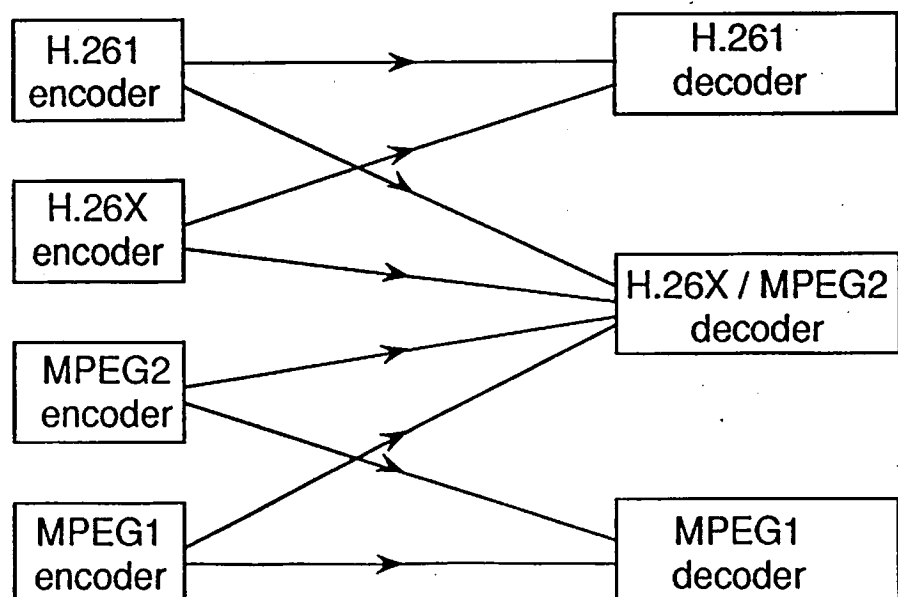 H.261
encoder
H.261
decoder
H.26X
encoder
H.26X / MPEG2
decoder
MPEG2
encoder
MPEG1
encoder
MPEG1
decoder